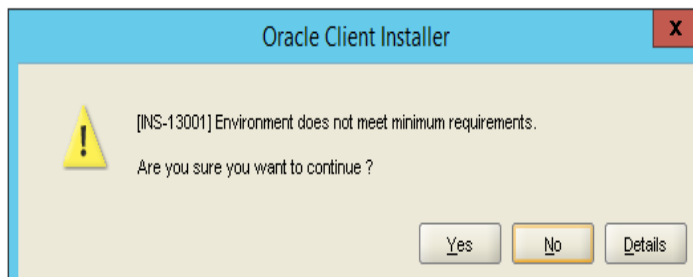 Oracle Client Installer
x
[INS-13001] Environment does not meet minimum requirements.
Are you sure you want to continue ?
Yes
No
Details